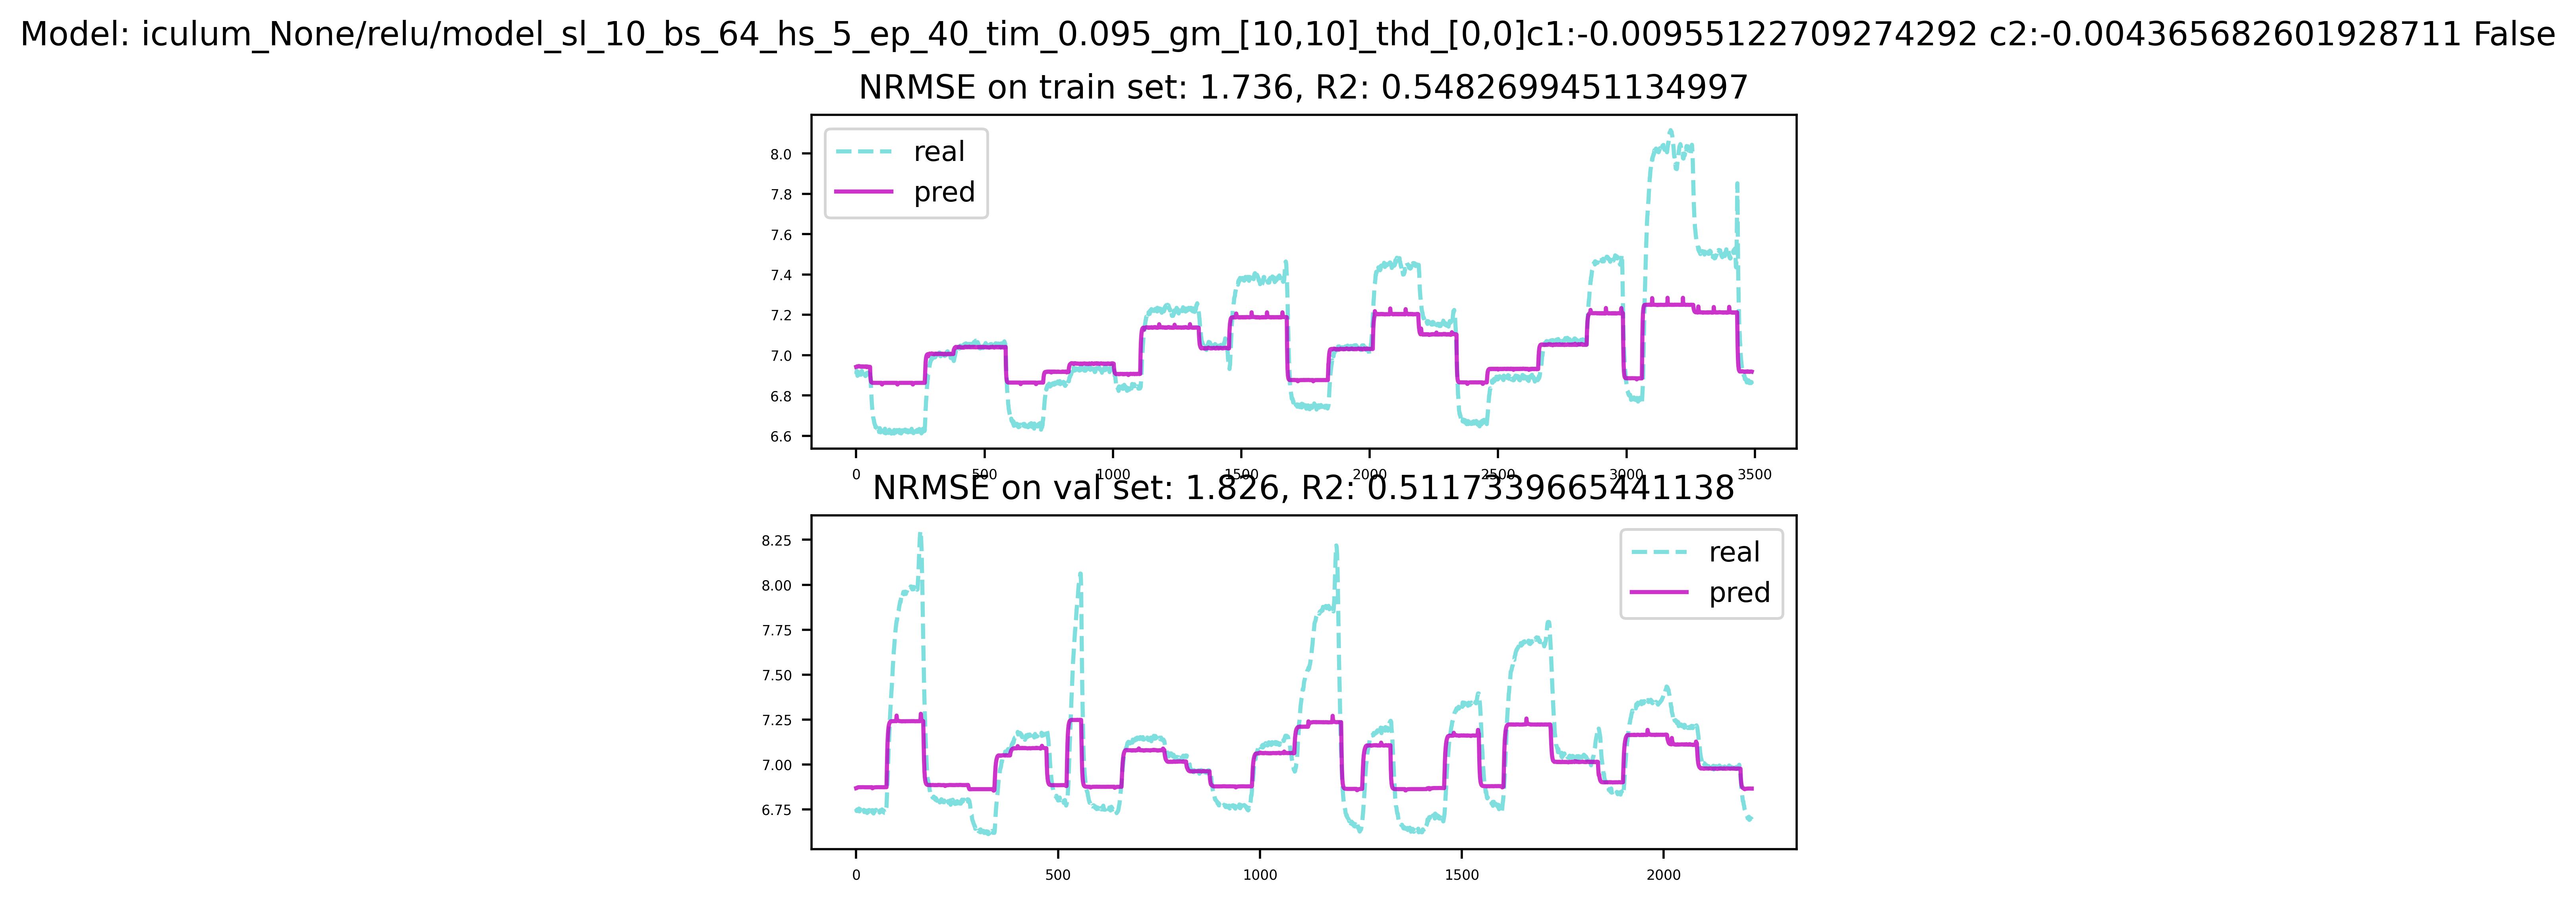 Model: iculum_None/relu/model_sl_10_bs_64_hs_5_ep_40_tim_0.095_gm_[10,10]_thd_[0,0]c1:-0.00955122709274292 c2:-0.004365682601928711 False
NRMSE on train set: 1.736, R2: 0.5482699451134997
real
pred
8.0
7.8
7.6
7.4
7.2
7.0
6.8
6.6
0 500 1000 1500 2000 2500 3000 3500
NRMSE on val set: 1.826, R2: 0.5117339665441138
real
pred
8.25
8.00
7.75
7.50
7.25
7.00
6.75
0 500 1000 1500 2000